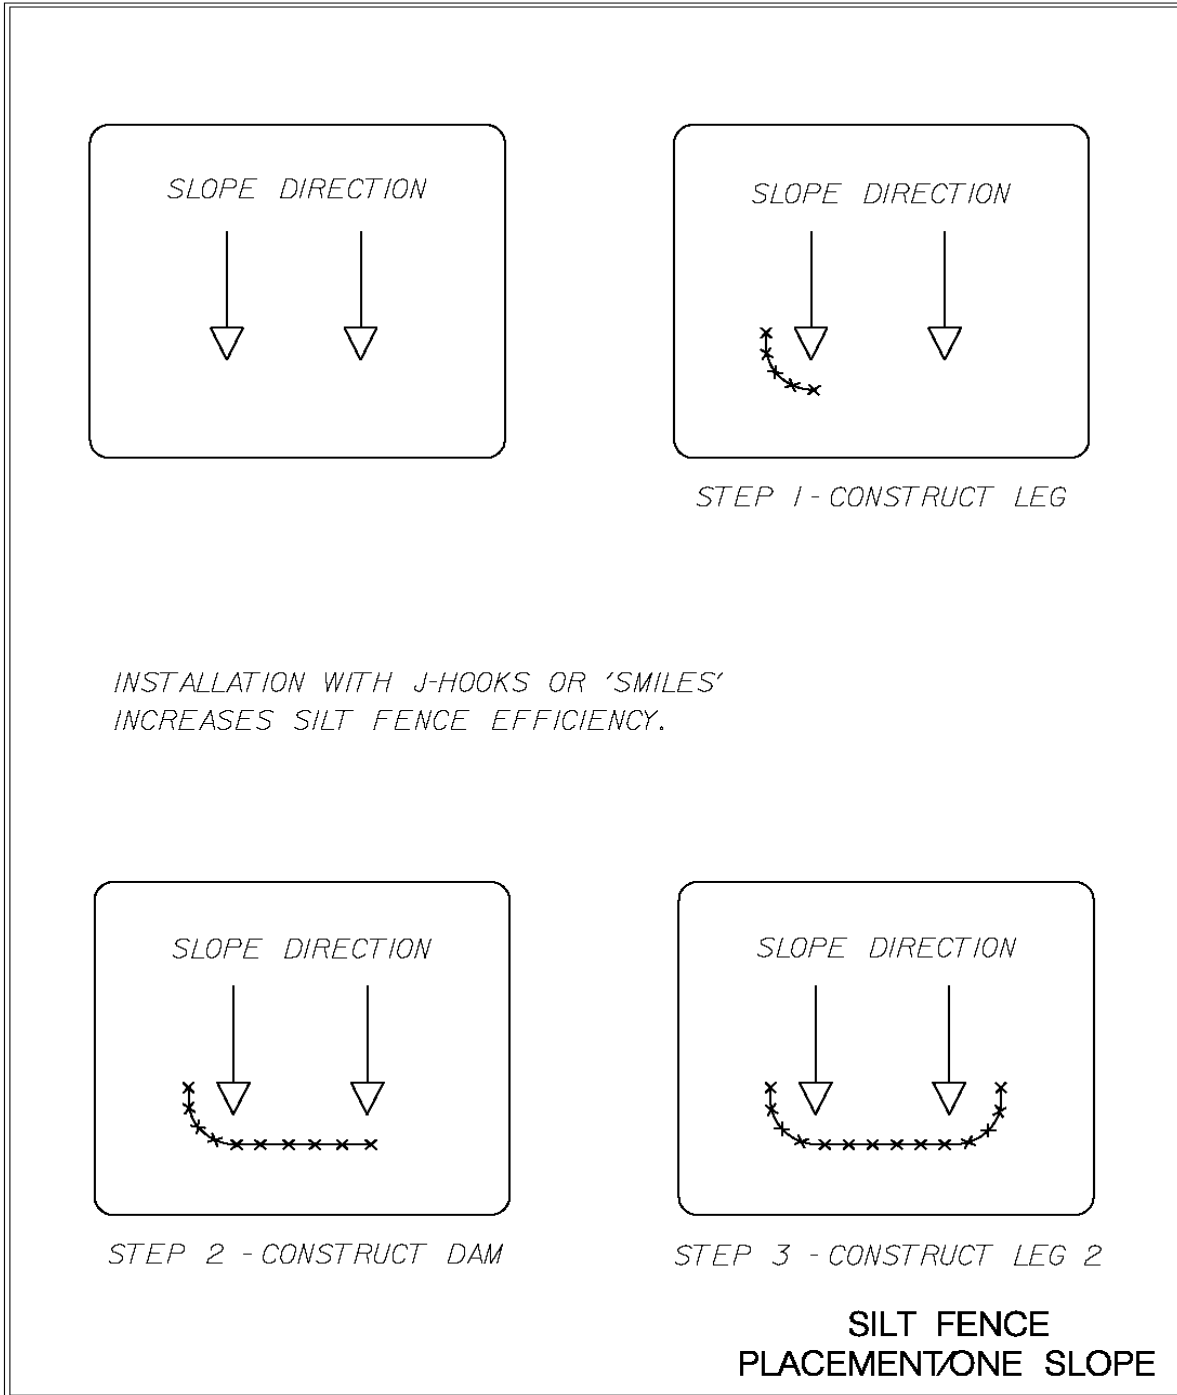 SLOPE DIRECTION
SLOPE DIRECTION
STEP 1 - CONSTRUCT LEG
INSTALLATION WITH J-HOOKS OR 'SMILES'
INCREASES SILT FENCE EFFICIENCY.
SLOPE DIRECTION
SLOPE DIRECTION
STEP 2 - CONSTRUCT DAM
STEP 3 - CONSTRUCT LEG 2
SILT FENCE
PLACEMENT/ONE SLOPE